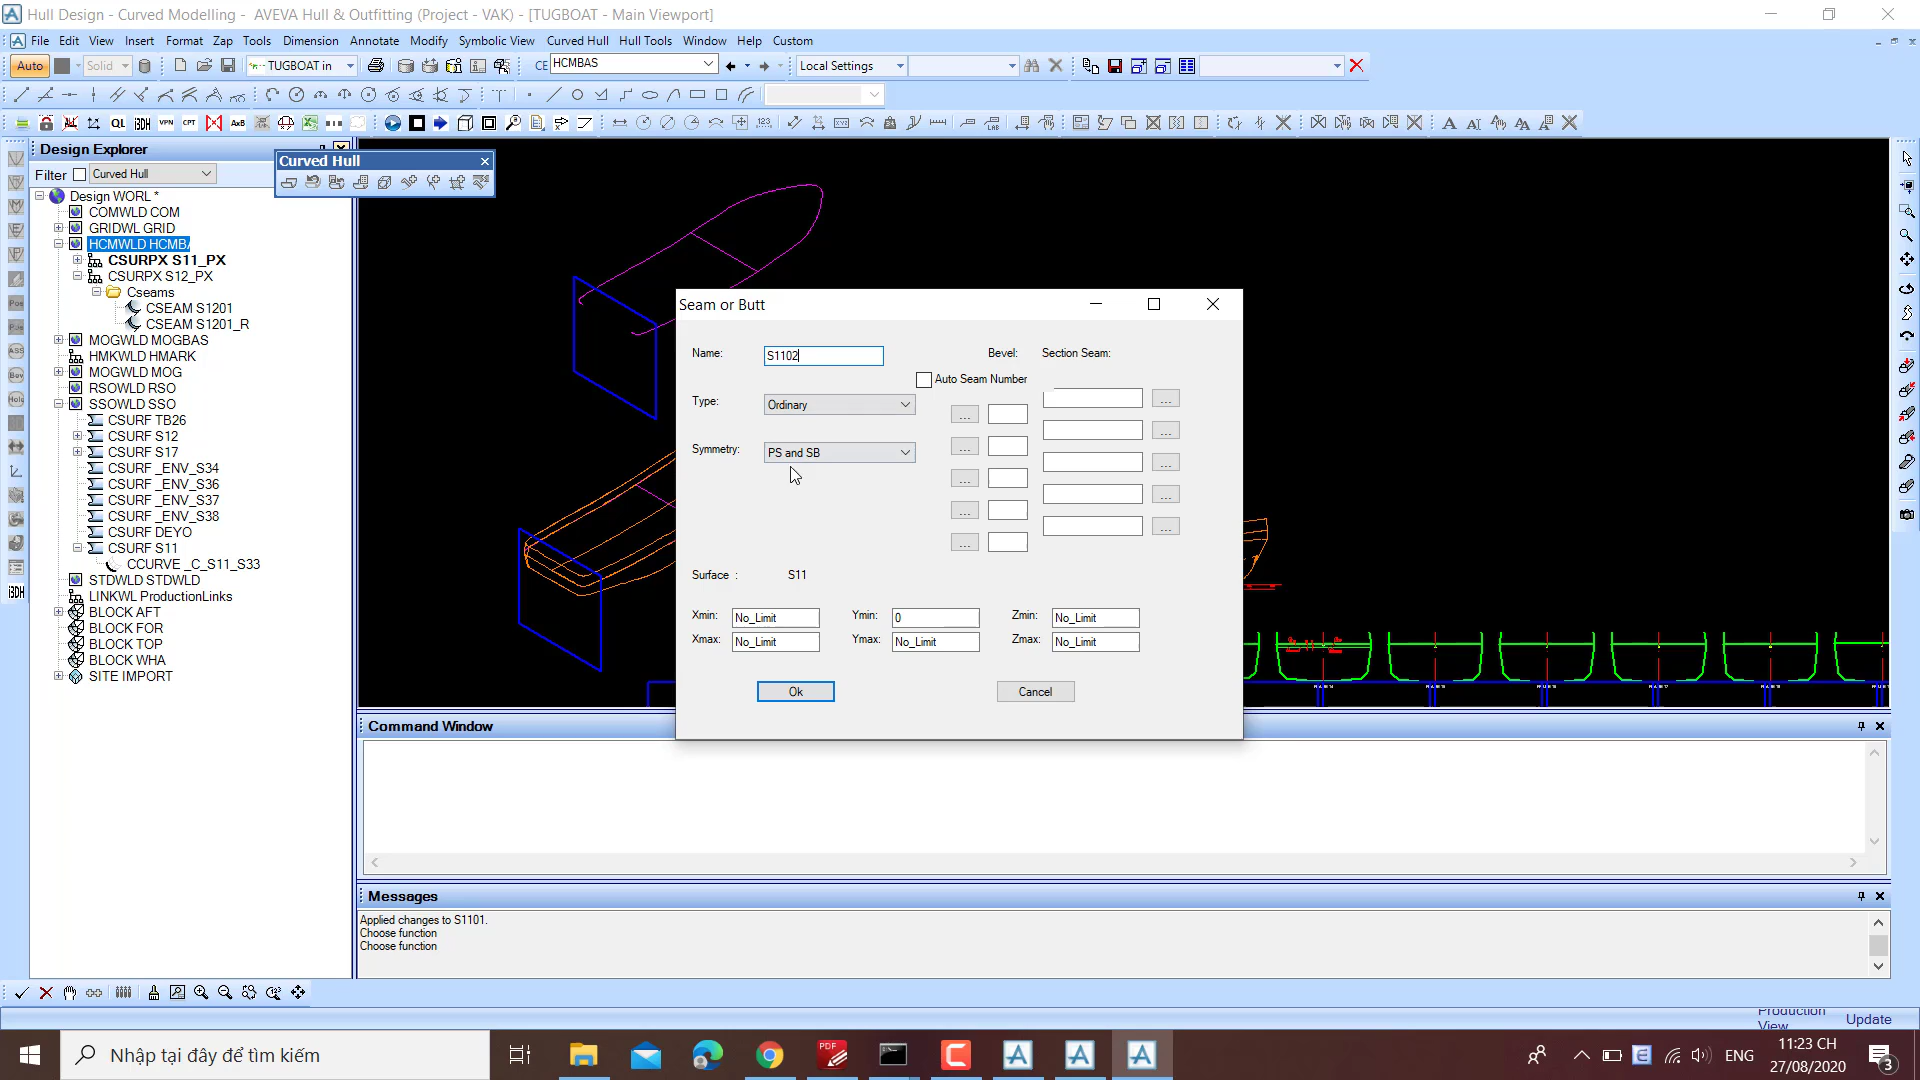 Hull Design - Curved Modelling - AVEVA Hull & Outfitting (Project - VAK) - [TUGBOAT - Main Viewport]
File Edit View Insert Format Zap Tools Dimension Annotate Modify Symbolic View Curved Hull Hull Tools Window Help Custom
Auto Solid TUGBOAT in CE HCMBAS Local Settings
QL VPN CPT AxB
Design Explorer
Filter Curved Hull
Curved Hull
Design WORL *
COMWLD COM
GRIDWL GRID
HCMWLD HCMBA
CSURPX S11_PX
CSURPX S12_PX
Cseams
CSEAM S1201
CSEAM S1201_R
MOGWLD MOGBAS
HMKWLD HMARK
MOGWLD MOG
RSOWLD RSO
SSOWLD SSO
CSURF TB26
CSURF S12
CSURF S17
CSURF _ENV_S34
CSURF _ENV_S36
CSURF _ENV_S37
CSURF _ENV_S38
CSURF DEYO
CSURF S11
CCURVE _C_S11_S33
STDWLD STDWLD
LINKWL ProductionLinks
BLOCK AFT
BLOCK FOR
BLOCK TOP
BLOCK WHA
SITE IMPORT
Seam or Butt
Name: S1102
Bevel: Section Seam:
Auto Seam Number
Type: Ordinary
Symmetry: PS and SB
Surface : S11
Xmin: No_Limit Ymin: 0 Zmin: No_Limit
Xmax: No_Limit Ymax: No_Limit Zmax: No_Limit
Ok Cancel
Command Window
Messages
Applied changes to S1101.
Choose function
Choose function
Production
View
Update
Nhập tại đây để tìm kiếm
PDF
ENG
11:23 CH
27/08/2020
3